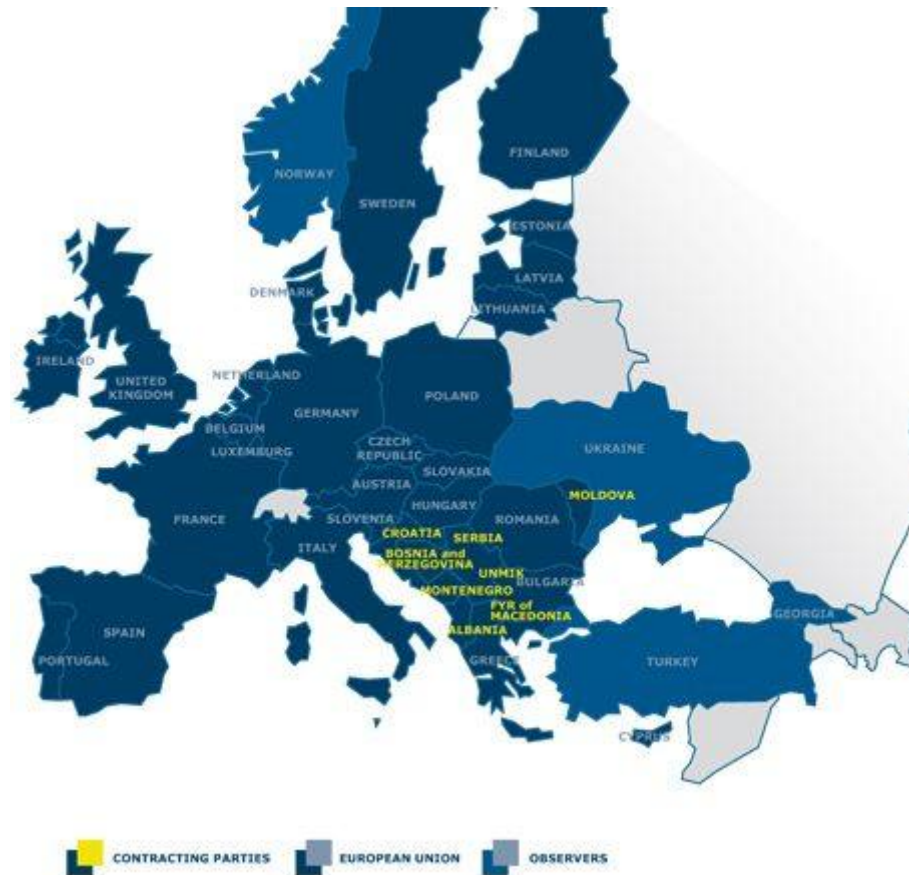 FINLAND
NORWAY
SWEDEN
ESTONIA
LATVIA
DENMARK
LITHUANIA
IRELAND
NETHERLAND
UNITED
KINGDOM
POLAND
GERMANY
BELGIUM
CZECH
REPUBLIC
UKRAINE
LUXEMBURG
SLOVAKIA
AUSTRIA
MOLDOVA
HUNGARY
FRANCE
SLOVENIA
ROMANIA
CROATIA
SERBIA
ITALY
BOSNIA and
HERZEGOVINA
UNMIK
BULGARIA
MONTENEGRO
FYR of
MACEDONIA
GEORGIA
ALBANIA
SPAIN
PORTUGAL
GREECE
TURKEY
CYPRUS
CONTRACTING PARTIES
EUROPEAN UNION
OBSERVERS